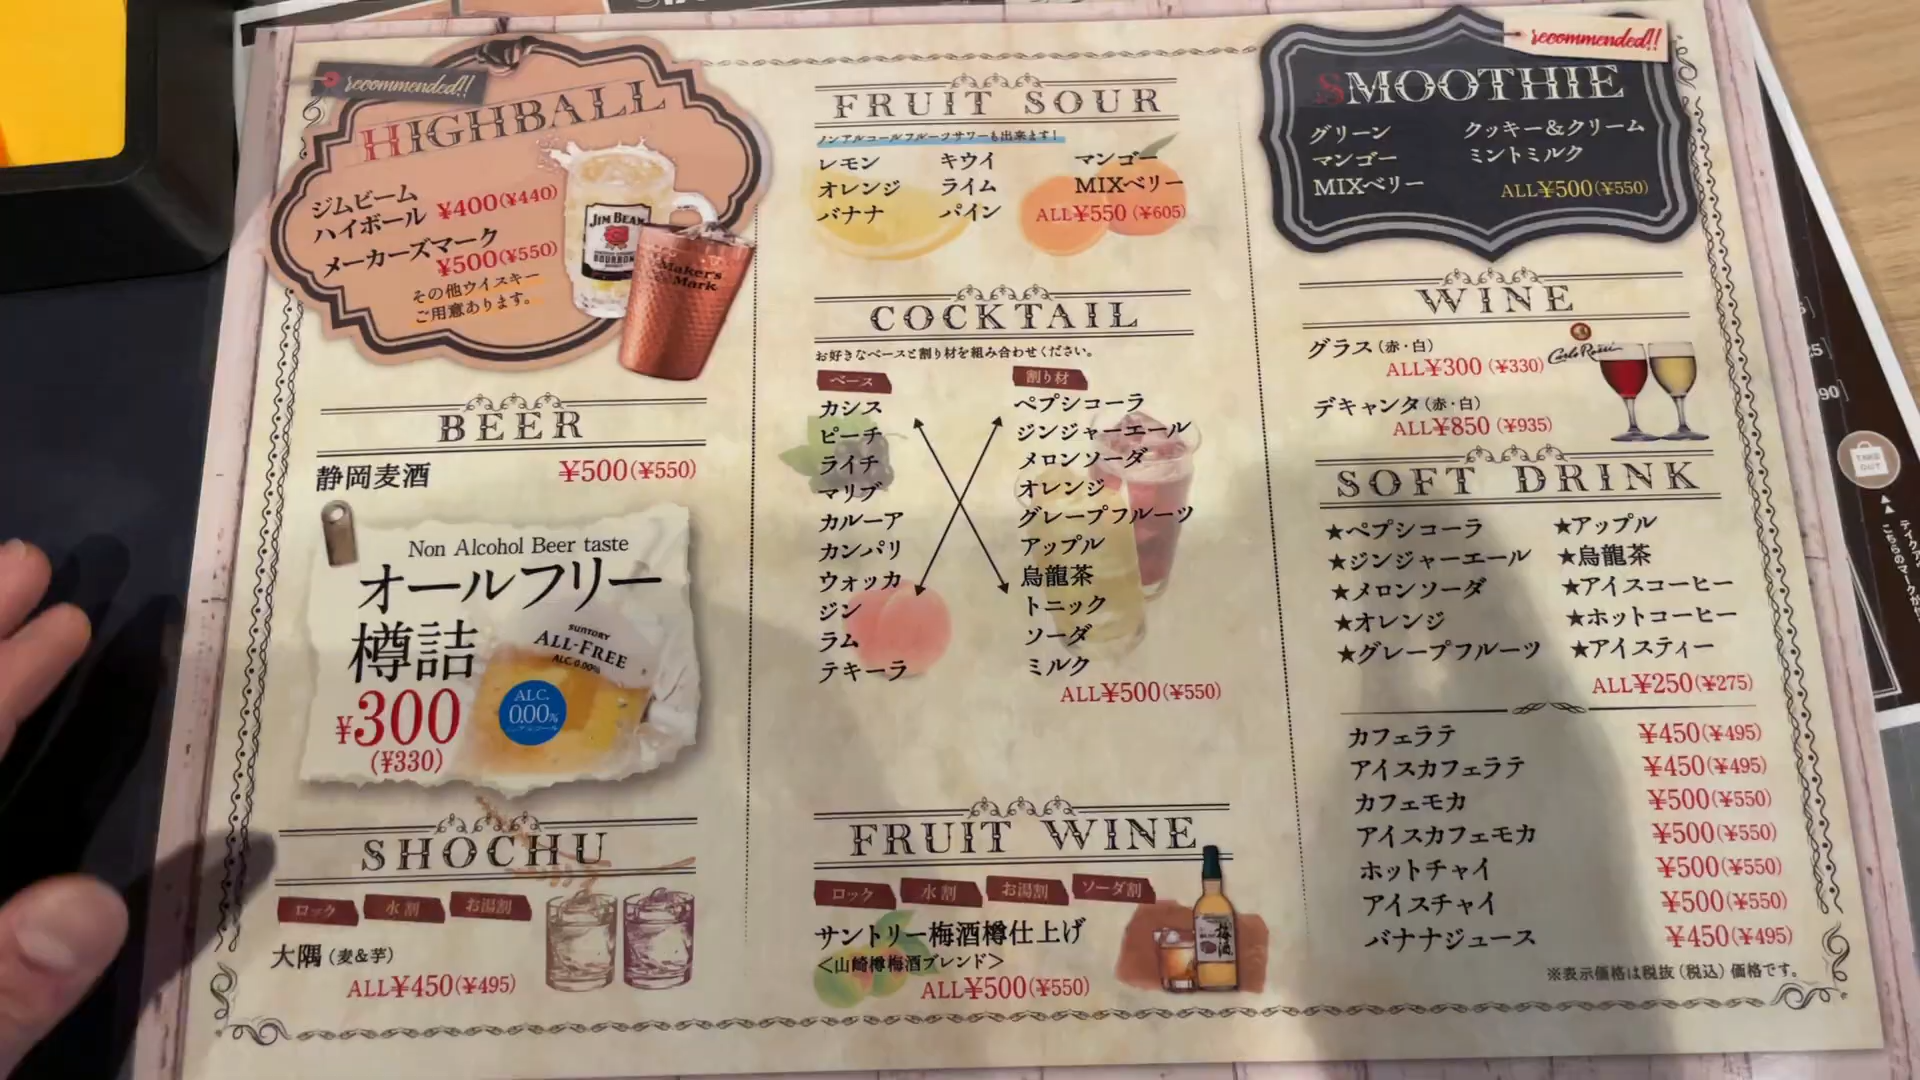 recommended!!
HIGHBALL
ジムビーム
ハイボール ¥400(¥440)
メーカーズマーク
¥500(¥550)
その他ウイスキー
ご用意あります。
JIM BEAM
BOURBON
Maker's
Mark
BEER
静岡麦酒 ¥500(¥550)
Non Alcohol Beer taste
オールフリー
樽詰
SUNTORY
ALL-FREE
ALC.0.00%
¥300
(¥330)
ALC.
0.00%
ノンアルコール
SHOCHU
ロック 水割 お湯割
大隅(麦&芋)
ALL¥450(¥495)
FRUIT SOUR
ノンアルコールフルーツサワーも出来ます!
レモン キウイ マンゴー
オレンジ ライム MIXベリー
バナナ パイン ALL¥550(¥605)
COCKTAIL
お好きなベースと割り材を組み合わせください。
ベース 割り材
カシス ペプシコーラ
ピーチ ジンジャーエール
ライチ メロンソーダ
マリブ オレンジ
カルーア グレープフルーツ
カンパリ アップル
ウォッカ 烏龍茶
ジン トニック
ラム ソーダ
テキーラ ミルク
ALL¥500(¥550)
FRUIT WINE
ロック 水割 お湯割 ソーダ割
サントリー梅酒樽仕上げ
<山崎樽梅酒ブレンド>
ALL¥500(¥550)
梅酒
recommended!!
SMOOTHIE
グリーン クッキー&クリーム
マンゴー ミントミルク
MIXベリー ALL¥500(¥550)
WINE
グラス(赤・白)
ALL¥300(¥330)
Carlo Rossi
デキャンタ(赤・白)
ALL¥850(¥935)
SOFT DRINK
★ペプシコーラ ★アップル
★ジンジャーエール ★烏龍茶
★メロンソーダ ★アイスコーヒー
★オレンジ ★ホットコーヒー
★グレープフルーツ ★アイスティー
ALL¥250(¥275)
カフェラテ ¥450(¥495)
アイスカフェラテ ¥450(¥495)
カフェモカ ¥500(¥550)
アイスカフェモカ ¥500(¥550)
ホットチャイ ¥500(¥550)
アイスチャイ ¥500(¥550)
バナナジュース ¥450(¥495)
※表示価格は税抜(税込)価格です。
TAKE
OUT